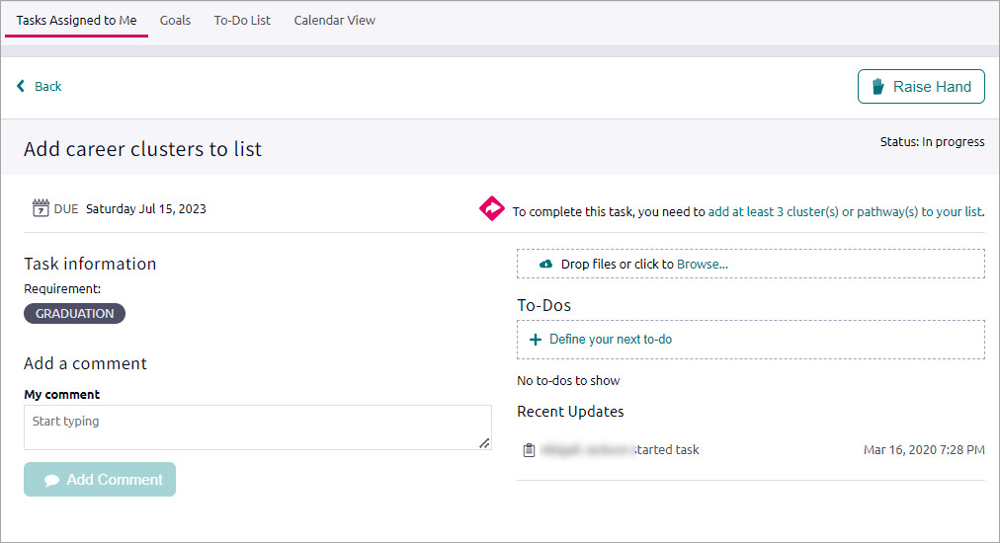 Tasks Assigned to Me Goals To-Do List Calendar View
Back
Raise Hand
Add career clusters to list
Status: In progress
7 DUE Saturday Jul 15, 2023
To complete this task, you need to add at least 3 cluster(s) or pathway(s) to your list.
Task information
Requirement:
GRADUATION
Add a comment
My comment
Start typing
Add Comment
Drop files or click to Browse...
To-Dos
Define your next to-do
No to-dos to show
Recent Updates
started task Mar 16, 2020 7:28 PM